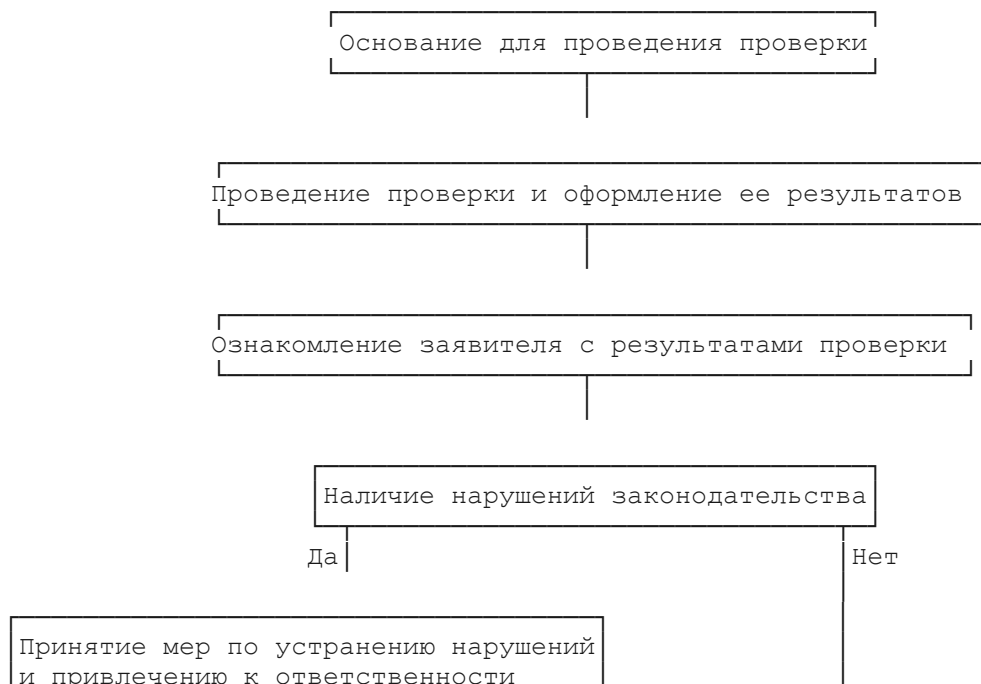 Основание для проведения проверки
Проведение проверки и оформление ее результатов
Ознакомление заявителя с результатами проверки
Наличие нарушений законодательства
Да Нет
Принятие мер по устранению нарушений
и привлечению к ответственности